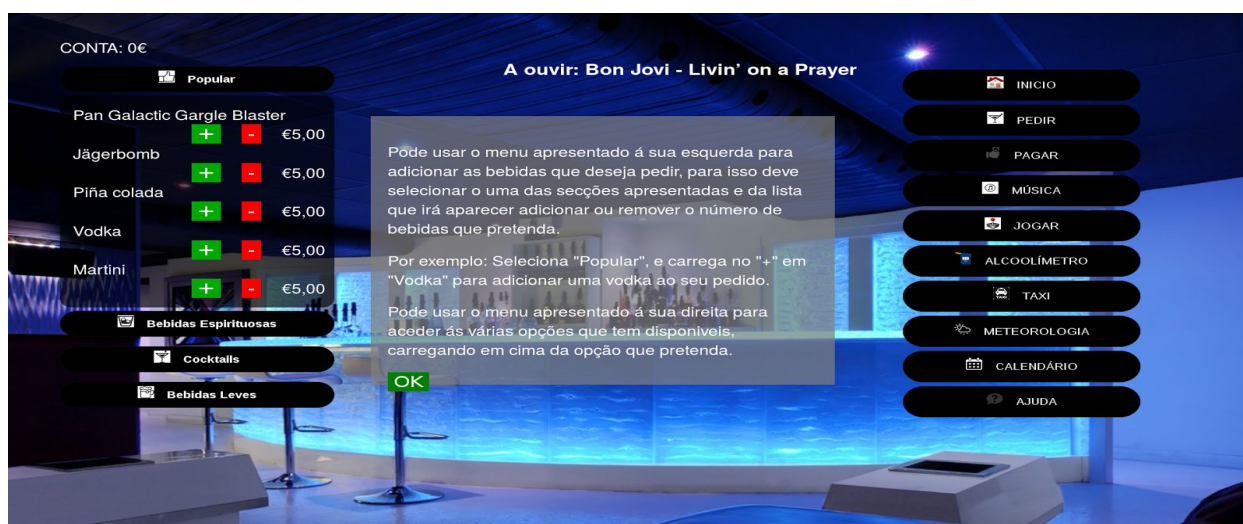 CONTA: 0€
Popular
Pan Galactic Gargle Blaster
+ - €5,00
Jägerbomb
+ - €5,00
Piña colada
+ - €5,00
Vodka
+ - €5,00
Martini
+ - €5,00
Bebidas Espirituosas
Cocktails
Bebidas Leves
A ouvir: Bon Jovi - Livin' on a Prayer
Pode usar o menu apresentado á sua esquerda para
adicionar as bebidas que deseja pedir, para isso deve
selecionar o uma das secções apresentadas e da lista
que irá aparecer adicionar ou remover o número de
bebidas que pretenda.
Por exemplo: Seleciona "Popular", e carrega no "+" em
"Vodka" para adicionar uma vodka ao seu pedido.
Pode usar o menu apresentado á sua direita para
aceder ás várias opções que tem disponiveis,
carregando em cima da opção que pretenda.
OK
INICIO
PEDIR
PAGAR
MÚSICA
JOGAR
ALCOOLÍMETRO
TAXI
METEOROLOGIA
CALENDÁRIO
AJUDA